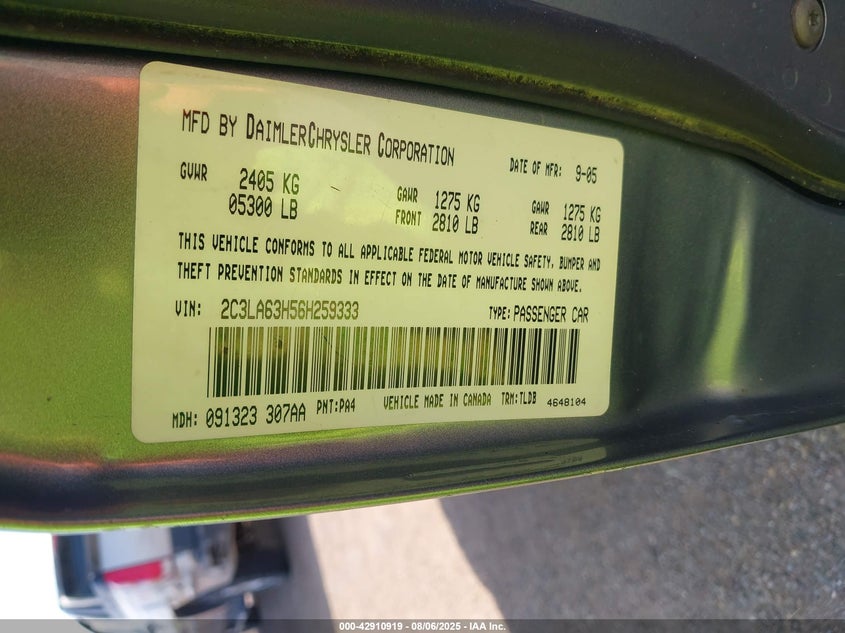 MFD BY DAIMLERCHRYSLER CORPORATION
DATE OF MFR: 9-05
GVWR 2405 KG
05300 LB
GAWR FRONT 1275 KG
2810 LB
GAWR REAR 1275 KG
2810 LB
THIS VEHICLE CONFORMS TO ALL APPLICABLE FEDERAL MOTOR VEHICLE SAFETY, BUMPER AND
THEFT PREVENTION STANDARDS IN EFFECT ON THE DATE OF MANUFACTURE SHOWN ABOVE.
VIN: 2C3LA63H56H259333 TYPE: PASSENGER CAR
MDH: 091323 307AA PNT:PA4 VEHICLE MADE IN CANADA TRM:TLDB 4648104
000-42910919 - 08/06/2025 - IAA Inc.